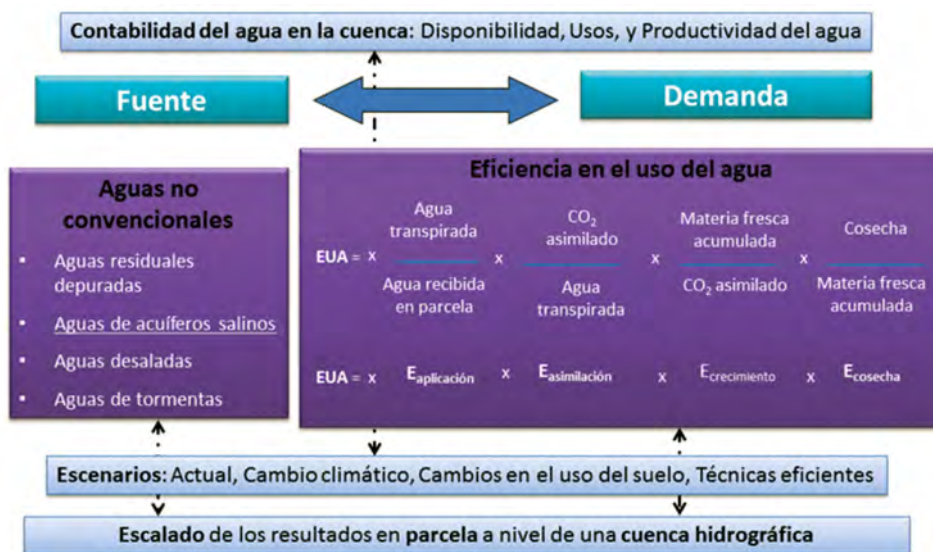 Contabilidad del agua en la cuenca: Disponibilidad, Usos, y Productividad del agua
Fuente
Demanda
Aguas no
convencionales
▪ Aguas residuales
depuradas
▪ Aguas de acuíferos salinos
▪ Aguas desaladas
▪ Aguas de tormentas
Eficiencia en el uso del agua
EUA = x
Agua
transpirada
Agua recibida
en parcela
x
CO₂
asimilado
Agua
transpirada
x
Materia fresca
acumulada
CO₂ asimilado
x
Cosecha
Materia fresca
acumulada
EUA = x Eaplicación x Easimilación x Ecrecimiento x Ecosecha
Escenarios: Actual, Cambio climático, Cambios en el uso del suelo, Técnicas eficientes
Escalado de los resultados en parcela a nivel de una cuenca hidrográfica